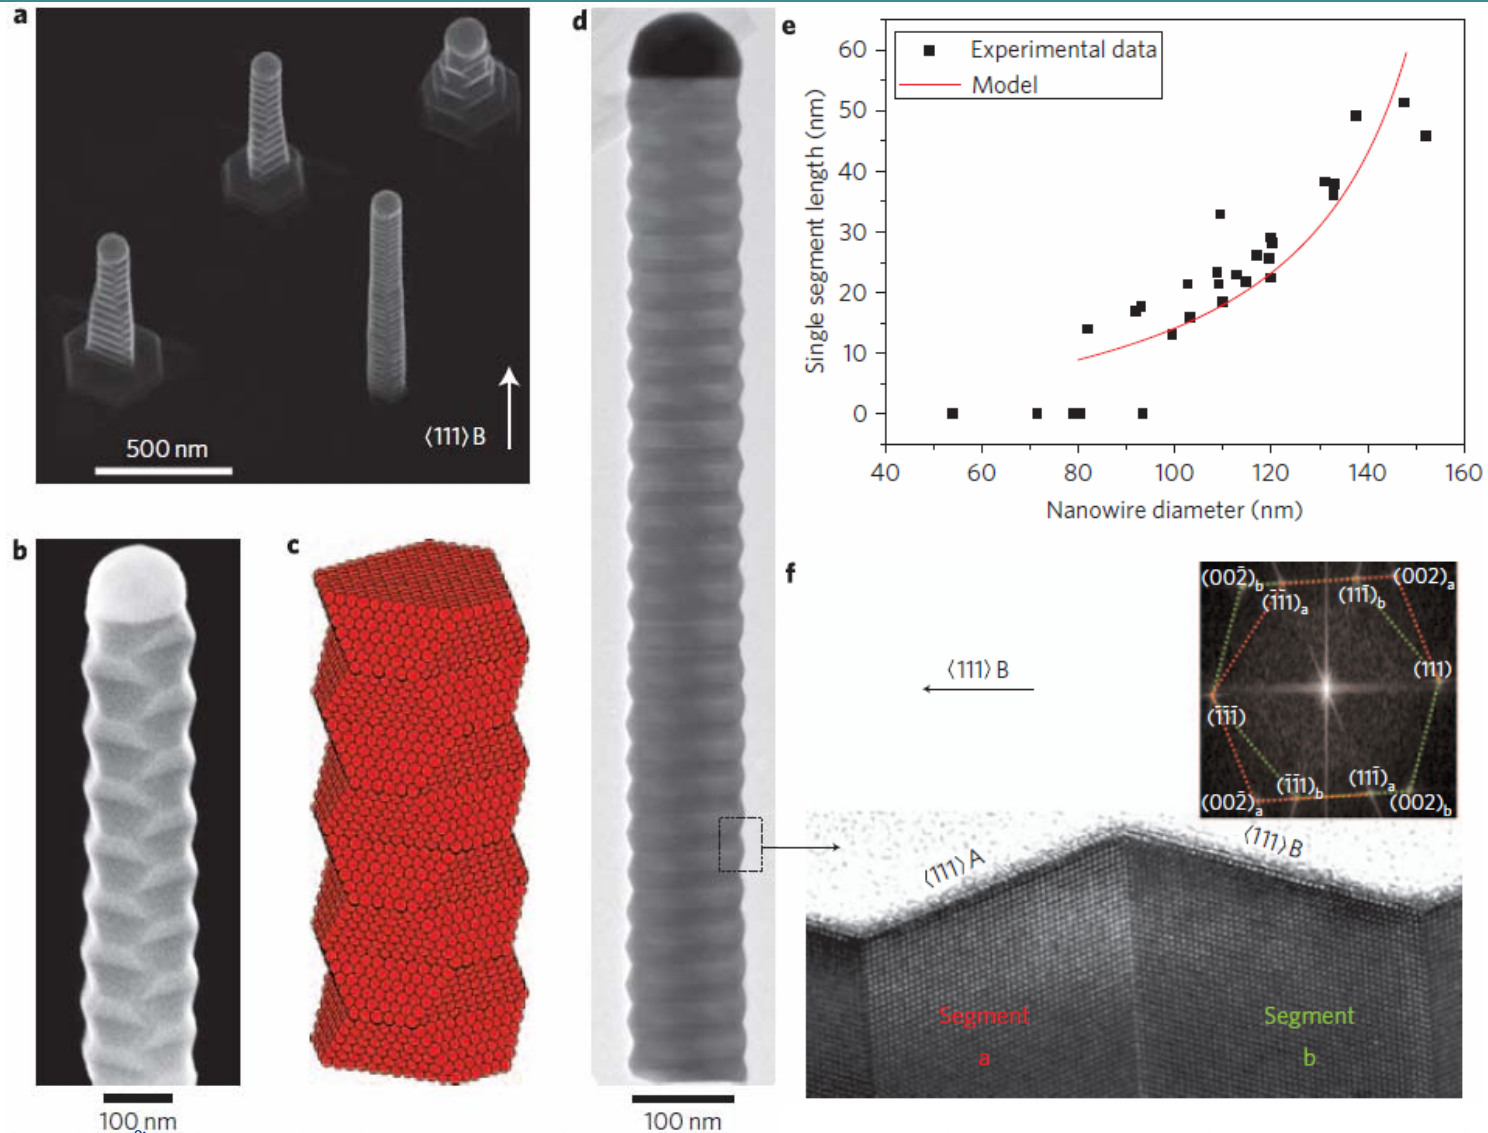 a
500 nm
⟨111⟩B
b
100 nm
c
d
100 nm
e
Experimental data
Model
Single segment length (nm)
60
50
40
30
20
10
0
40 60 80 100 120 140 160
Nanowire diameter (nm)
f
⟨111⟩B
(002̄)b
(1̄1̄1)a
(111̄)b
(002)a
(111)
(1̄1̄1̄)
(002̄)a
(1̄1̄1)b
(111̄)a
(002)b
⟨111⟩A
⟨111⟩B
Segment
a
Segment
b